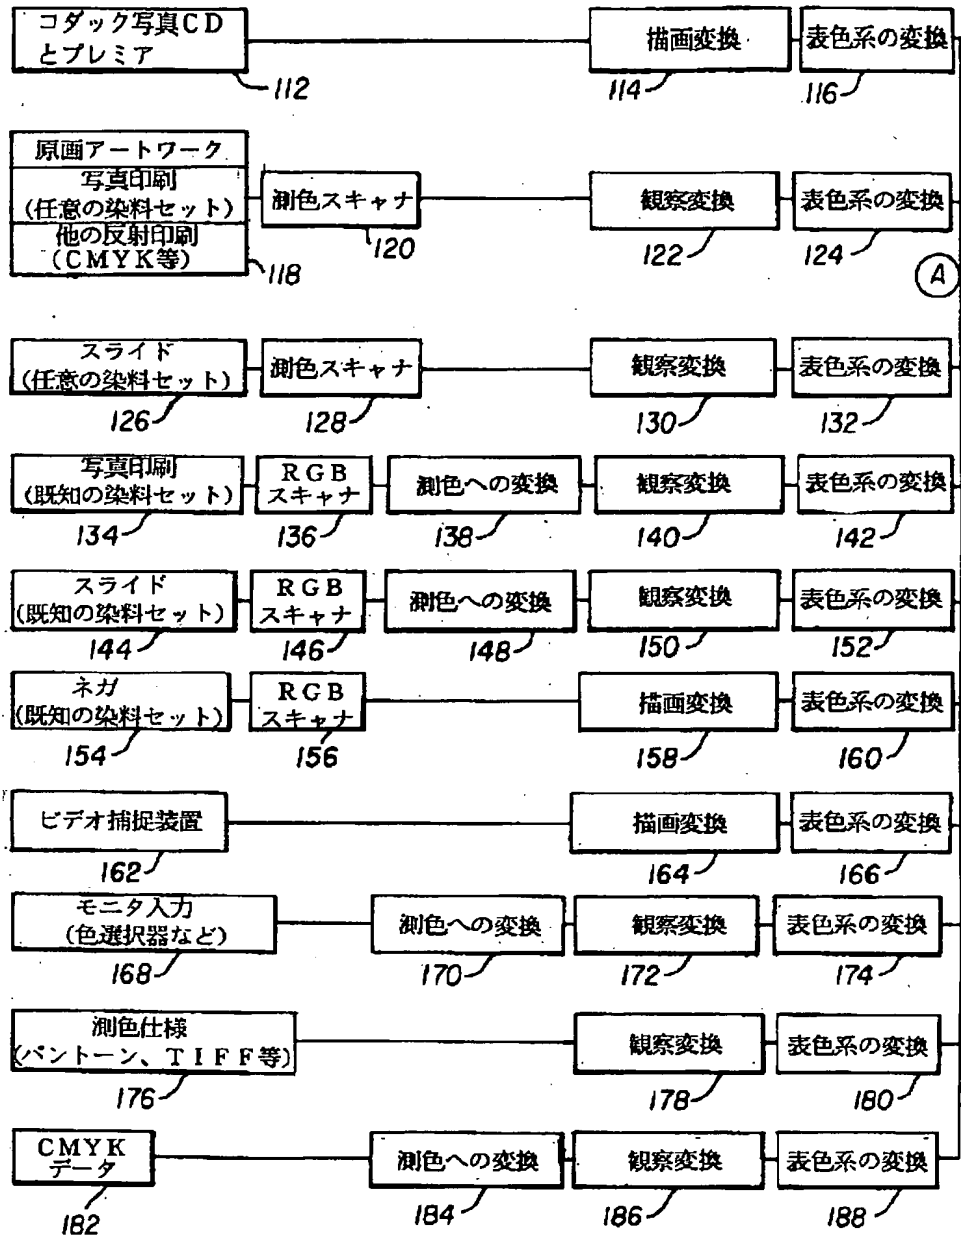 コダック写真CD
とプレミア
描画変換
表色系の変換
112
114
116
原画アートワーク
写真印刷
(任意の染料セット)
他の反射印刷
(CMYK等)
測色スキャナ
観察変換
表色系の変換
118
120
122
124
A
スライド
(任意の染料セット)
測色スキャナ
観察変換
表色系の変換
126
128
130
132
写真印刷
(既知の染料セット)
RGB
スキャナ
測色への変換
観察変換
表色系の変換
134
136
138
140
142
スライド
(既知の染料セット)
RGB
スキャナ
測色への変換
観察変換
表色系の変換
144
146
148
150
152
ネガ
(既知の染料セット)
RGB
スキャナ
描画変換
表色系の変換
154
156
158
160
ビデオ捕捉装置
描画変換
表色系の変換
162
164
166
モニタ入力
(色選択器など)
測色への変換
観察変換
表色系の変換
168
170
172
174
測色仕様
(パントーン、TIFF等)
観察変換
表色系の変換
176
178
180
CMYK
データ
測色への変換
観察変換
表色系の変換
182
184
186
188